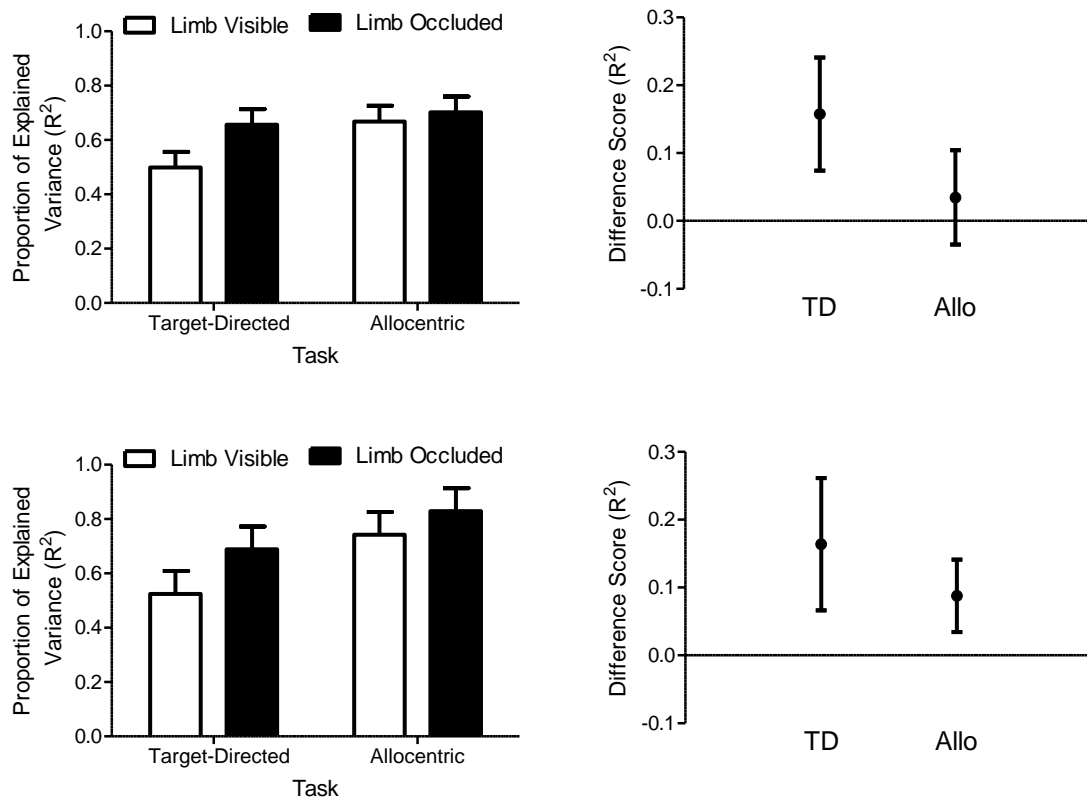 Limb Visible Limb Occluded
Proportion of Explained
Variance (R²)
1.0
0.8
0.6
0.4
0.2
0.0
Target-Directed Allocentric
Task
Difference Score (R²)
0.3
0.2
0.1
0.0
-0.1
TD Allo
Limb Visible Limb Occluded
Proportion of Explained
Variance (R²)
1.0
0.8
0.6
0.4
0.2
0.0
Target-Directed Allocentric
Task
Difference Score (R²)
0.3
0.2
0.1
0.0
-0.1
TD Allo